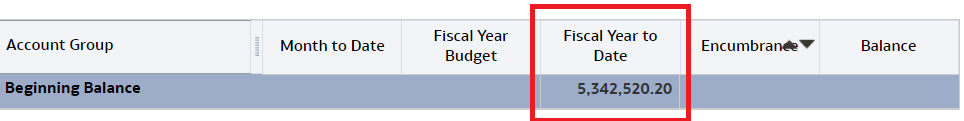 Account Group
Month to Date
Fiscal Year
Budget
Fiscal Year to
Date
Encumbrance
Balance
Beginning Balance
5,342,520.20